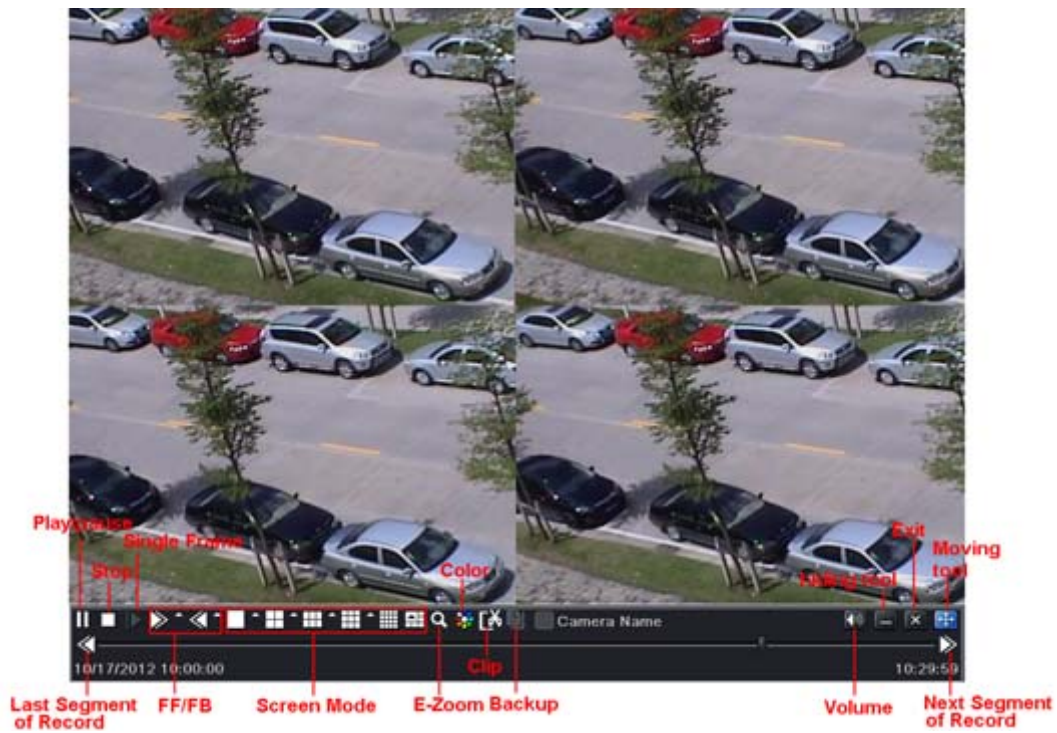 Play/pause
Single Frame
Stop
Color
Exit
Hiding tool
Moving
tool
Camera Name
Clip
10/17/2012 10:00:00
10:29:59
Last Segment
of Record
FF/FB
Screen Mode
E-Zoom
Backup
Volume
Next Segment
of Record